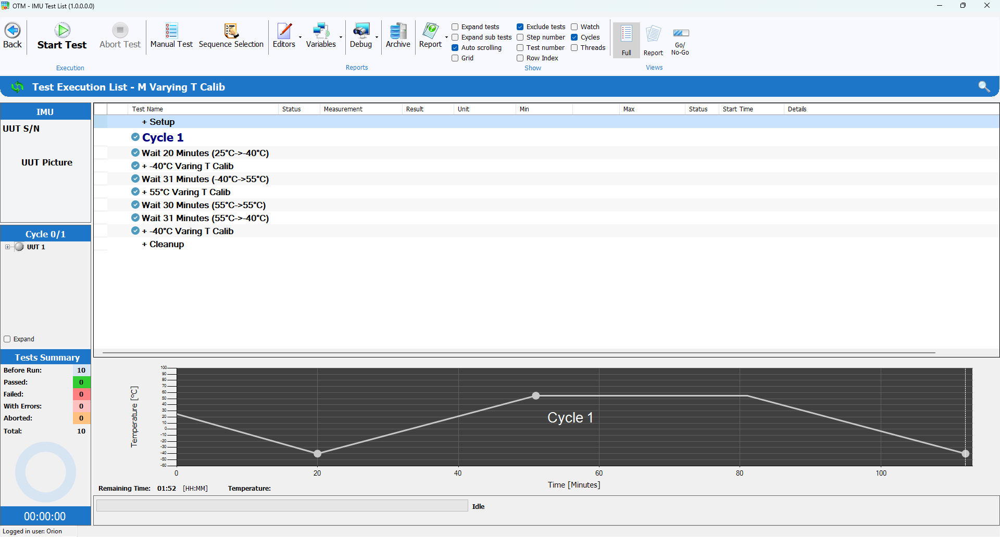 OTM - IMU Test List (1.0.0.0.0)
Back
Start Test
Abort Test
Manual Test
Sequence Selection
Editors
Variables
Debug
Archive
Report
Expand tests
Expand sub tests
Auto scrolling
Grid
Exclude tests
Step number
Test number
Row Index
Watch
Cycles
Threads
Full
Report
Go/
No-Go
Execution
Reports
Show
Views
Test Execution List - M Varying T Calib
IMU
UUT S/N
UUT Picture
Cycle 0/1
UUT 1
Expand
Tests Summary
Before Run: 10
Passed: 0
Failed: 0
With Errors: 0
Aborted: 0
Total: 10
00:00:00
Logged in user: Orion
Test Name Status Measurement Result Unit Min Max Status Start Time Details
+ Setup
Cycle 1
Wait 20 Minutes (25°C->-40°C)
+ -40°C Varing T Calib
Wait 31 Minutes (-40°C->55°C)
+ 55°C Varing T Calib
Wait 30 Minutes (55°C->55°C)
Wait 31 Minutes (55°C->-40°C)
+ -40°C Varing T Calib
+ Cleanup
Temperature [°C]
100
90
80
70
60
50
40
30
20
10
0
-10
-20
-30
-40
-50
-60
Cycle 1
0 20 40 60 80 100
Time [Minutes]
Remaining Time: 01:52 [HH:MM] Temperature:
Idle